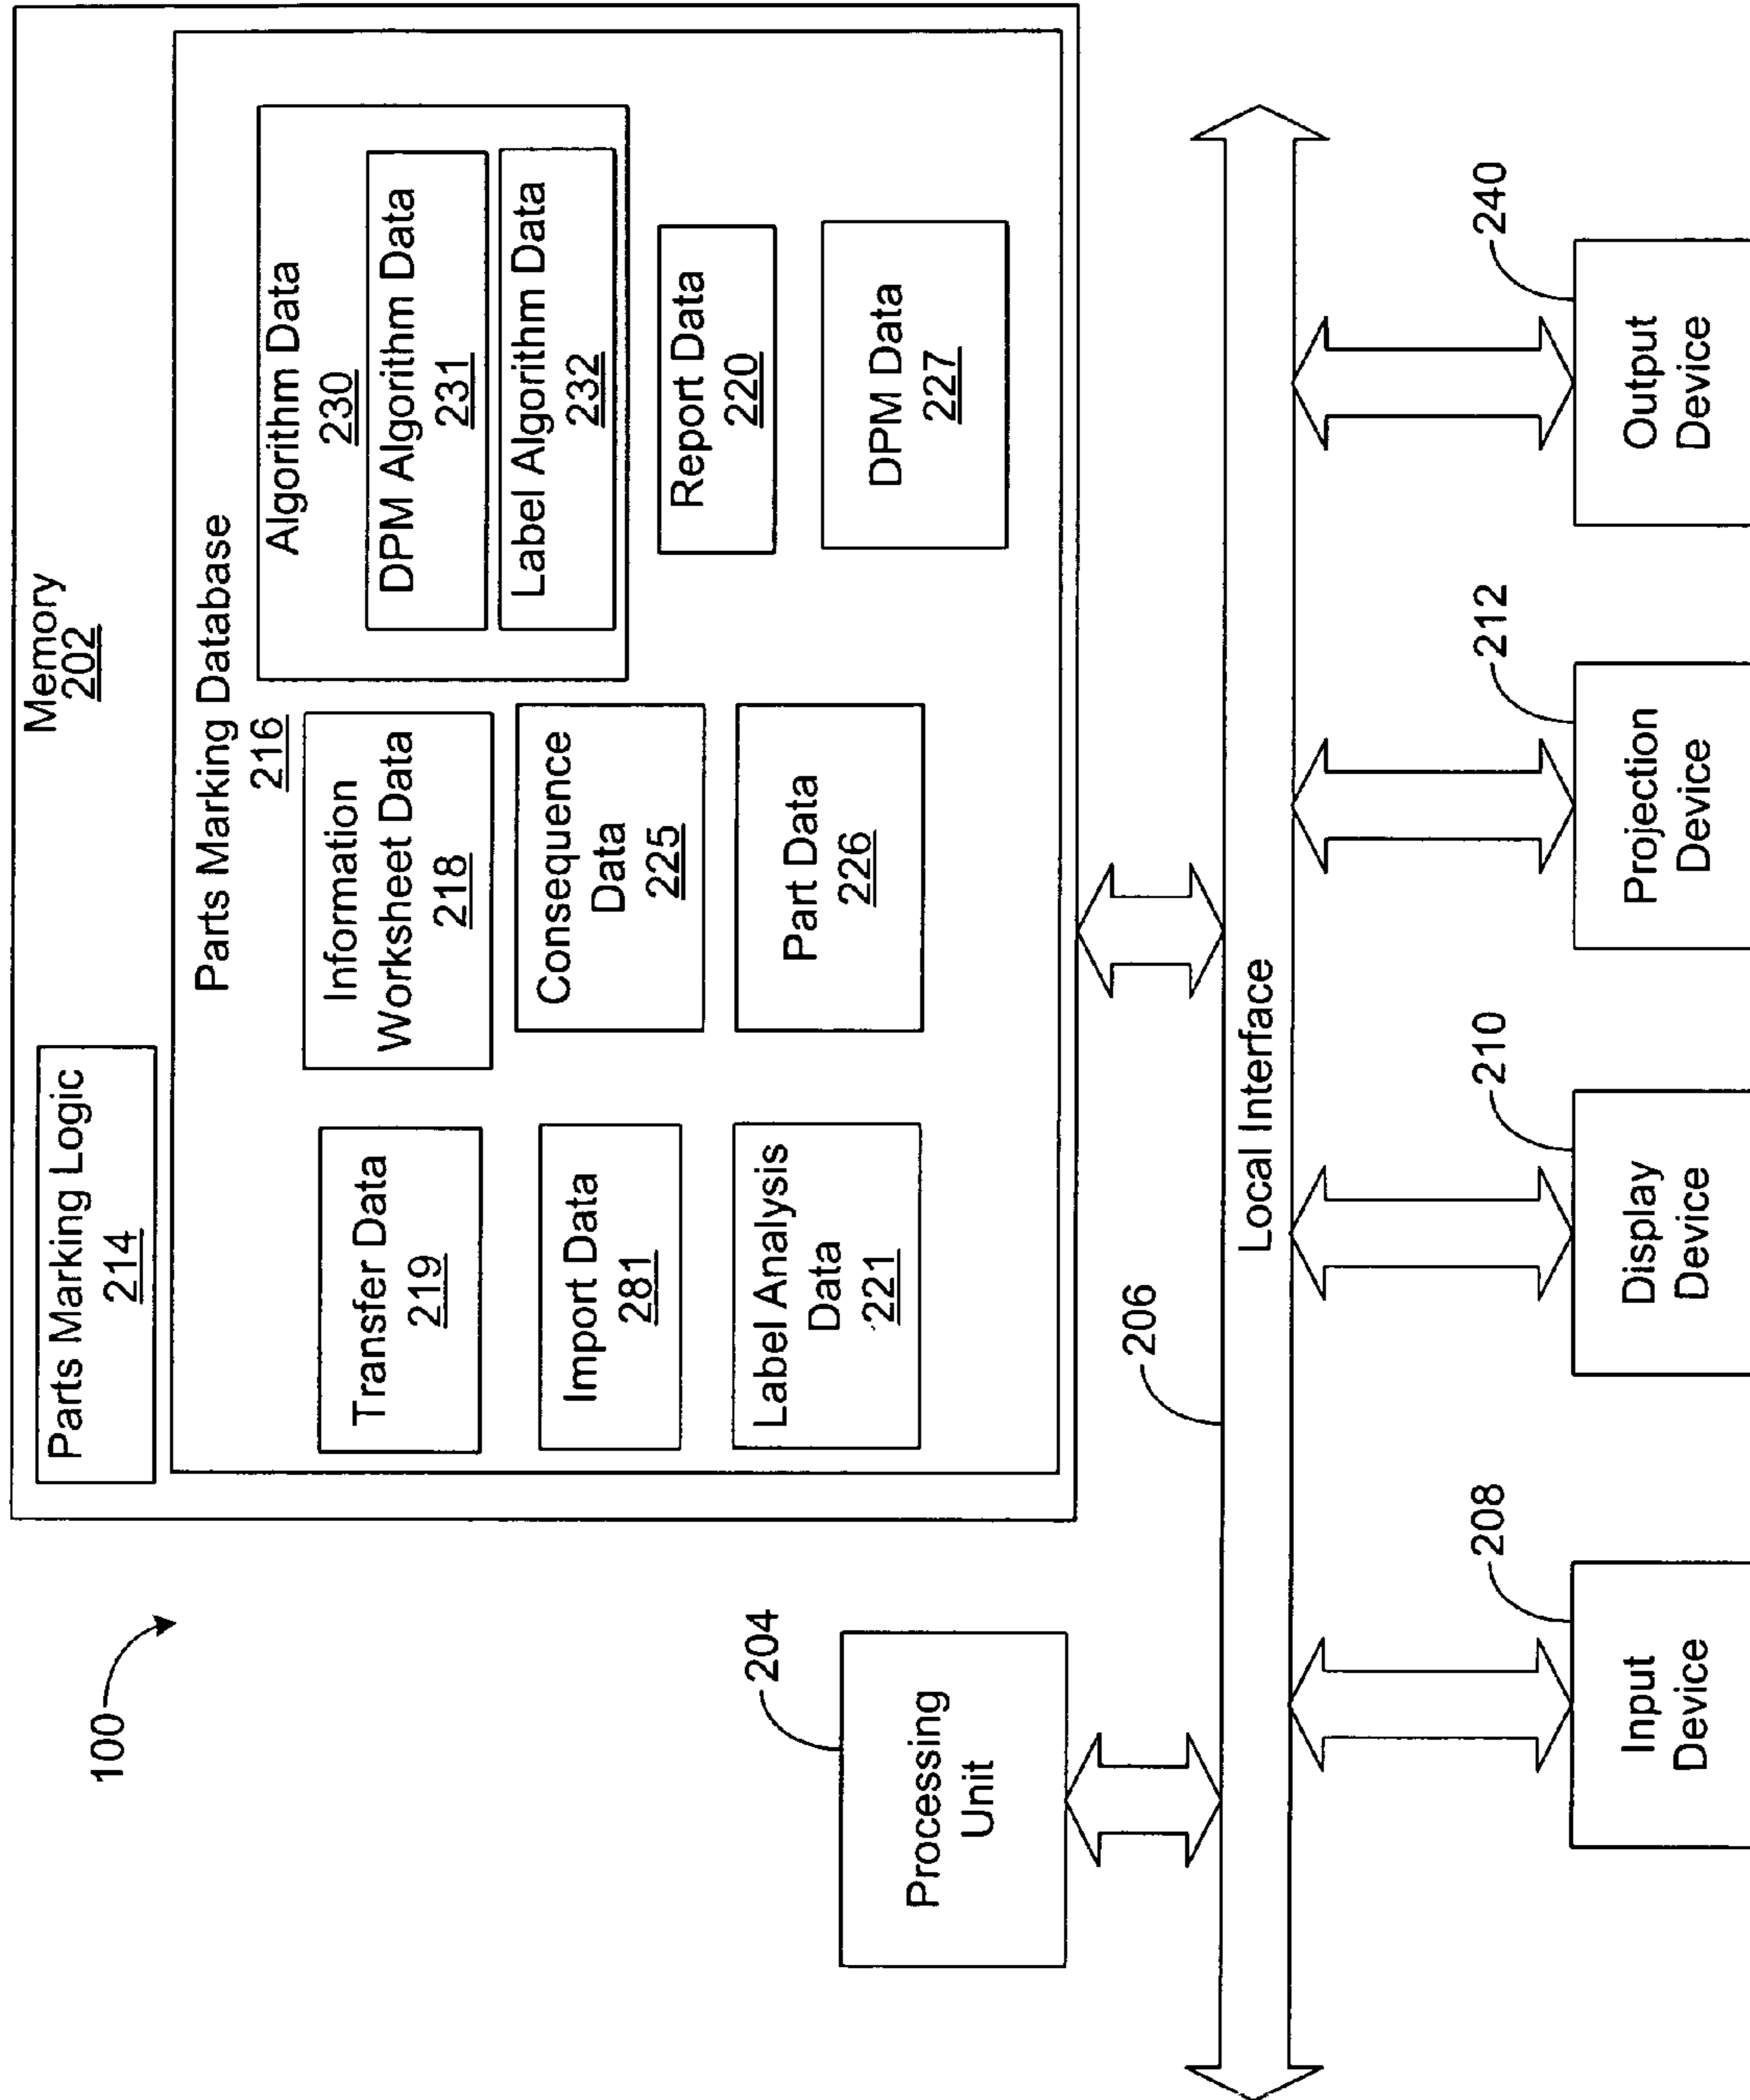 100
Memory
202
Parts Marking Logic
214
Parts Marking Database
216
Transfer Data
219
Information
Worksheet Data
218
Algorithm Data
230
DPM Algorithm Data
231
Label Algorithm Data
232
Import Data
281
Consequence
Data
225
Report Data
220
Label Analysis
Data
221
Part Data
226
DPM Data
227
Processing
Unit
204
206
Local Interface
Input
Device
208
Display
Device
210
Projection
Device
212
Output
Device
240